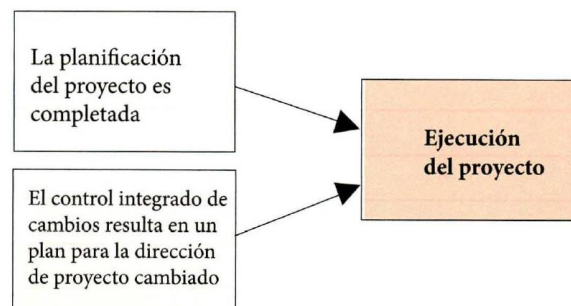 La planificación
del proyecto es
completada
El control integrado de
cambios resulta en un
plan para la dirección
de proyecto cambiado
Ejecución
del proyecto